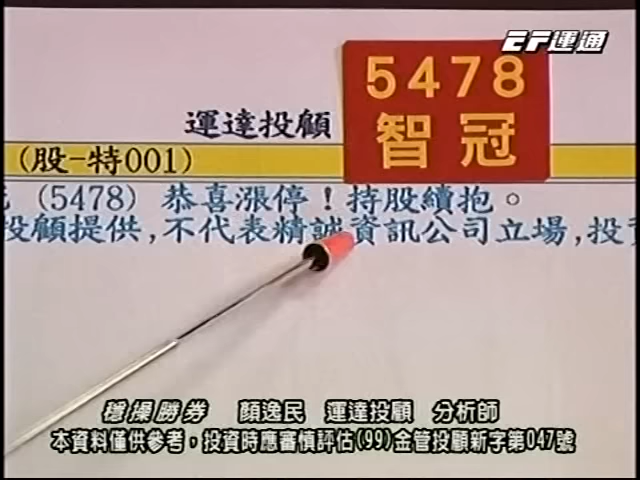 EF運通
5478
智冠
運達投顧
(股-特001)
(5478) 恭喜漲停！持股續抱。
投顧提供,不代表精誠資訊公司立場,投
穩操勝券 顏逸民 運達投顧 分析師
本資料僅供參考，投資時應審慎評估(99)金管投顧新字第047號